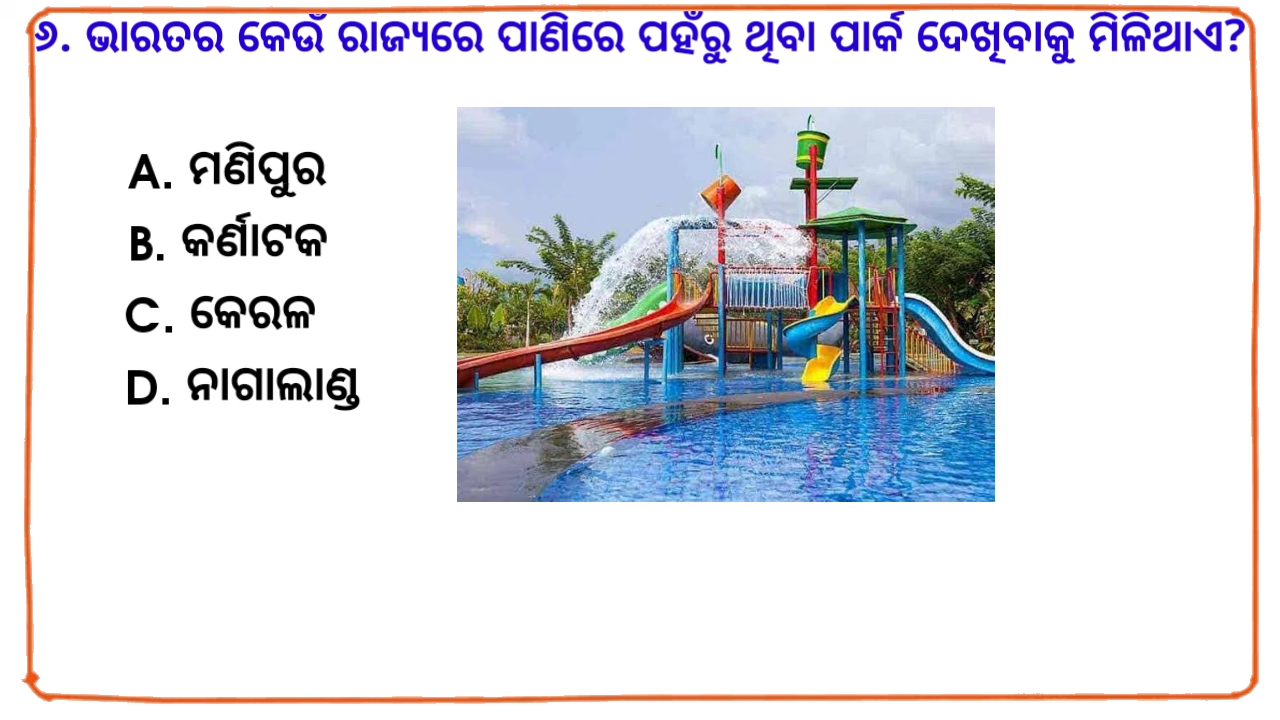 ୬. ଭାରତର କେଉଁ ରାଜ୍ୟରେ ପାଣିରେ ପହଁରୁ ଥିବା ପାର୍କ ଦେଖିବାକୁ ମିଳିଥାଏ?
A. ମଣିପୁର
B. କର୍ଣାଟକ
C. କେରଳ
D. ନାଗାଲାଣ୍ଡ